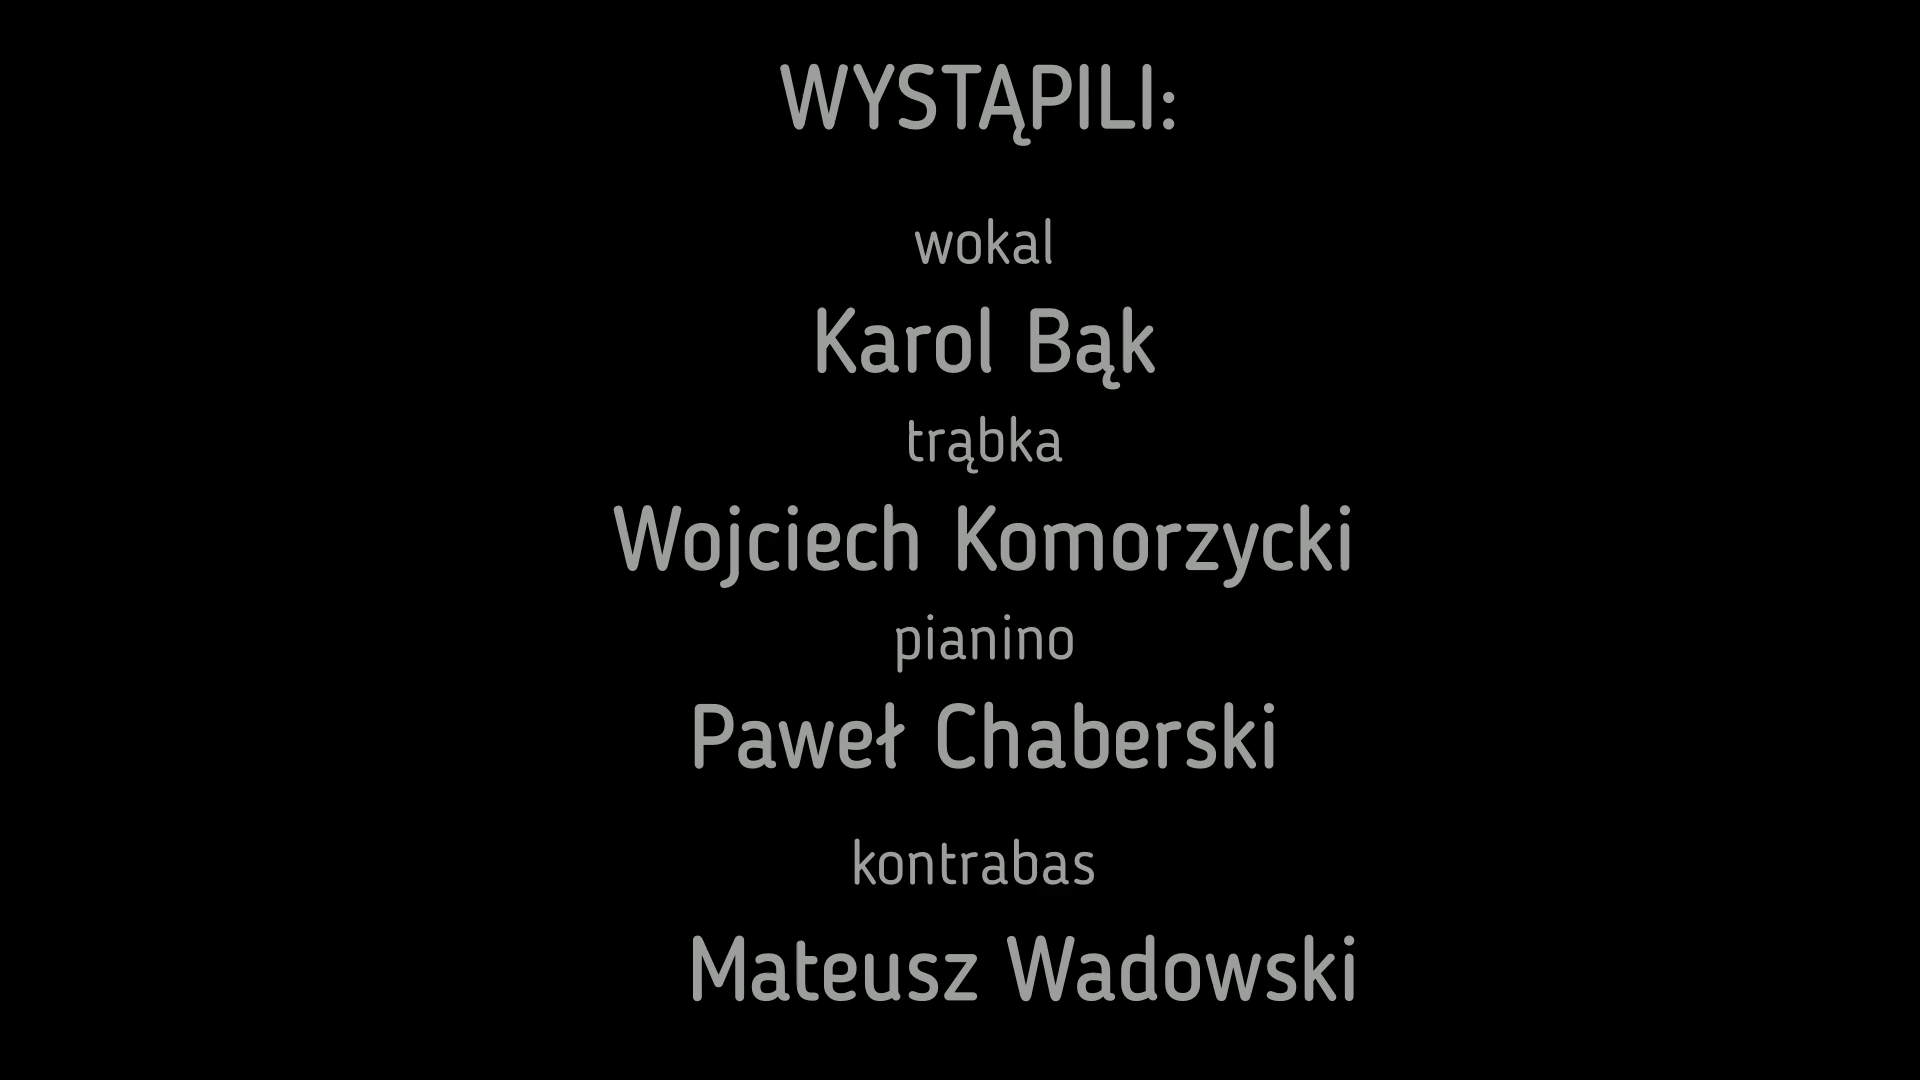 WYSTĄPILI:
wokal
Karol Bąk
trąbka
Wojciech Komorzycki
pianino
Paweł Chaberski
kontrabas
Mateusz Wadowski